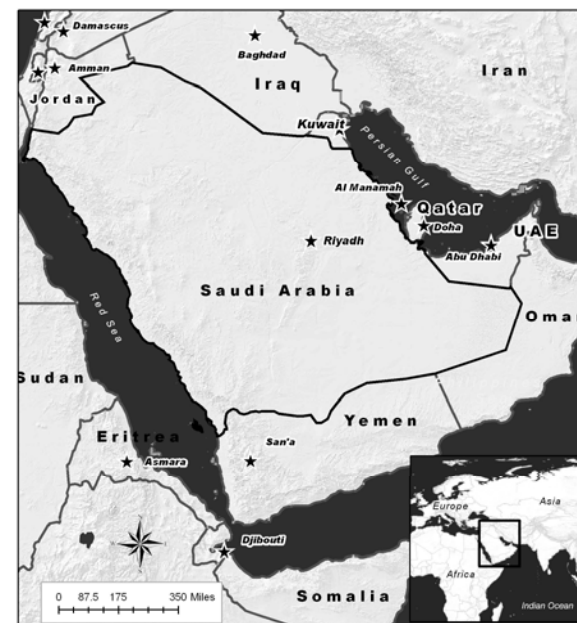 Damascus
Baghdad
Amman
Iraq
Iran
Jordan
Kuwait
Persian Gulf
Al Manamah
Qatar
Doha
UAE
Riyadh
Abu Dhabi
Saudi Arabia
Red Sea
Oman
Sudan
Yemen
Eritrea
San'a
Asmara
Djibouti
Europe
Asia
Africa
Indian Ocean
0 87.5 175 350 Miles
Somalia